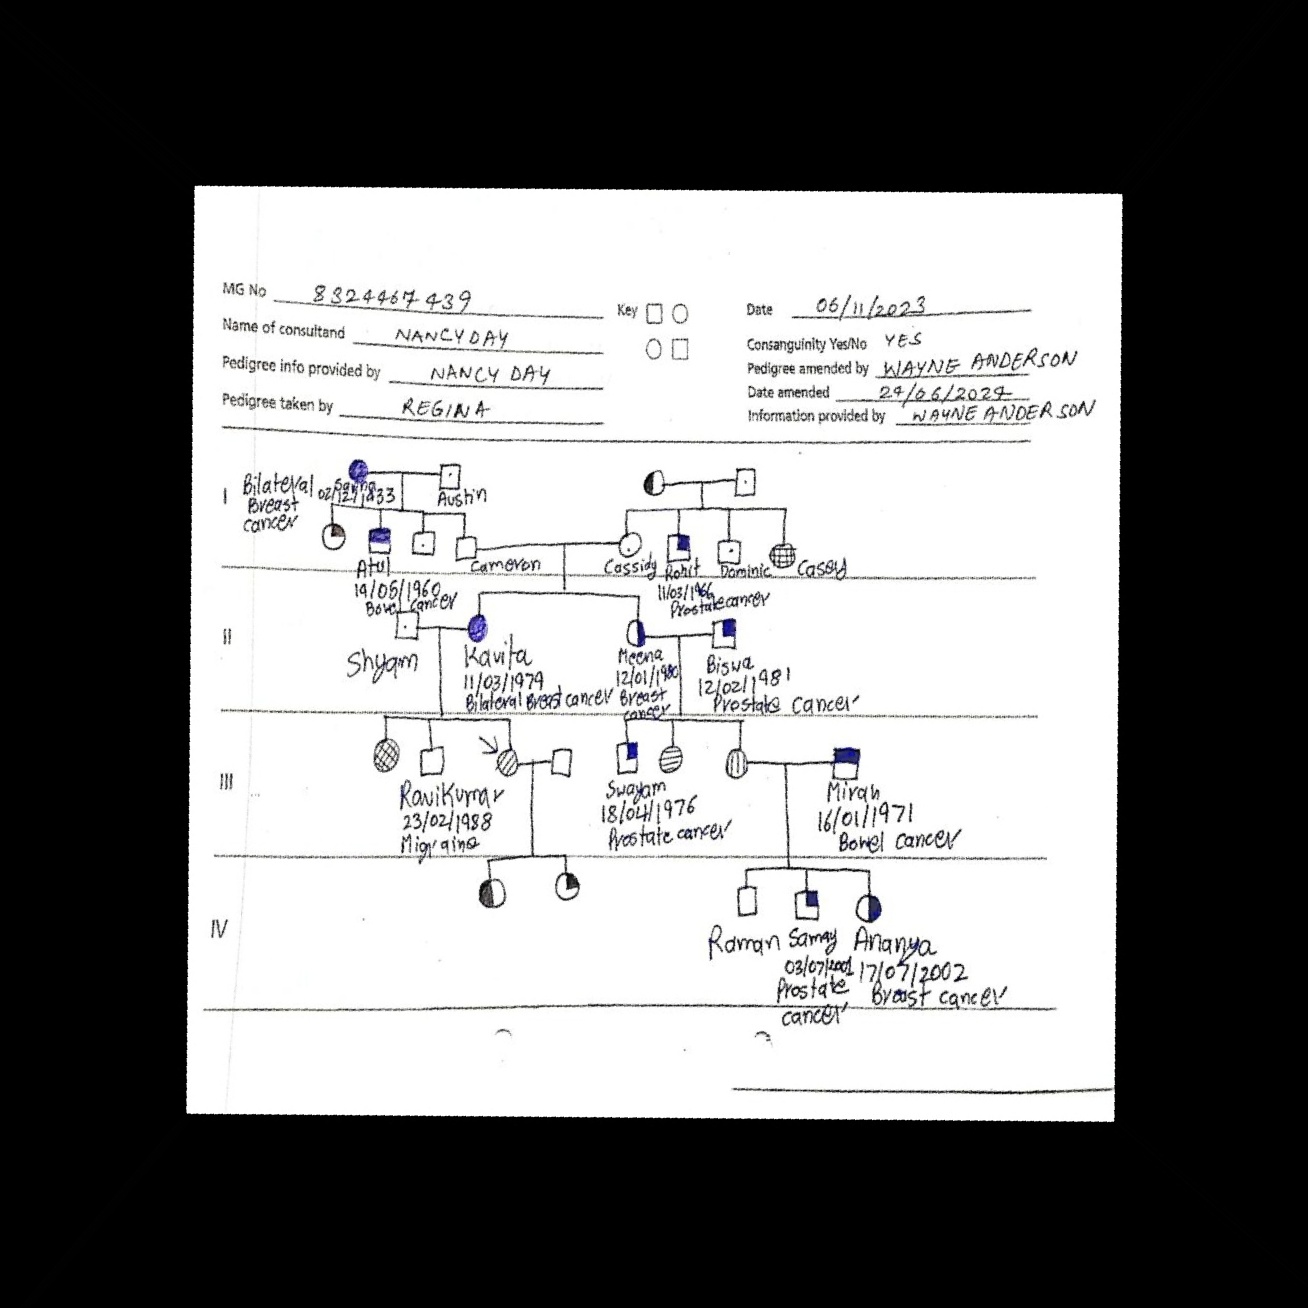 MG No 8324467439
Key
Date 06/11/2023
Name of consultand NANCY DAY
Consanguinity Yes/No YES
Pedigree info provided by NANCY DAY
Pedigree amended by WAYNE ANDERSON
Date amended 24/06/2024
Pedigree taken by REGINA
Information provided by WAYNE ANDERSON
I
Bilateral
Breast
cancer
02/12/1933
Austin
Cameron
Cassidy
Rohit
11/03/1966
Prostate cancer
Dominic
Casey
Atul
14/05/1960
Bowel cancer
II
Shyam
Kavita
11/03/1979
Bilateral Breast cancer
Meena
12/01/1980
Breast
cancer
Biswa
12/02/1981
Prostate cancer
III
RaviKumar
23/02/1988
Migraine
Swayam
18/04/1976
Prostate cancer
Mirah
16/01/1971
Bowel cancer
IV
Raman
Samay
03/07/2001
Prostate
cancer
Ananya
17/07/2002
Breast cancer